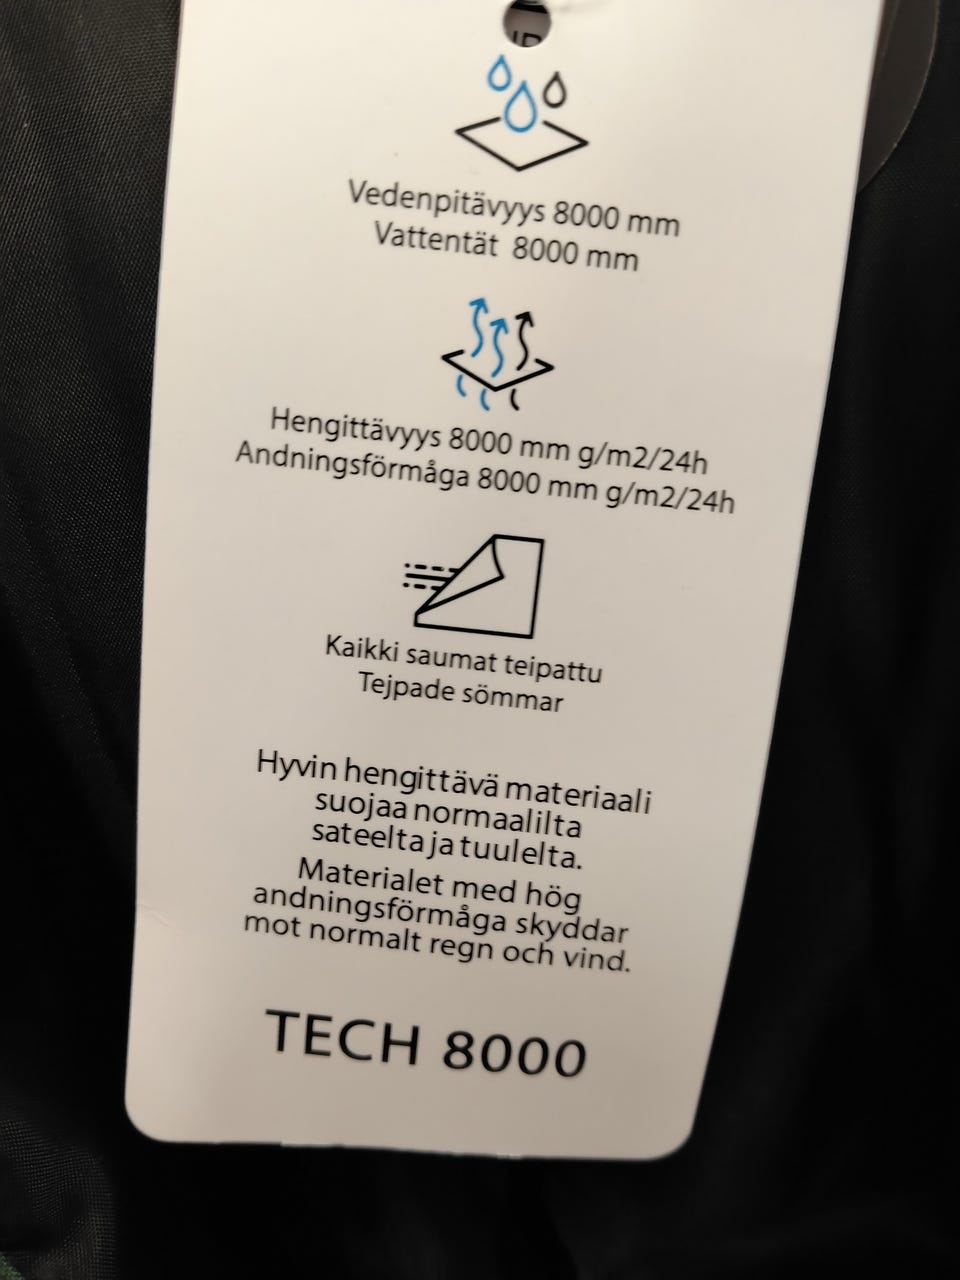 Vedenpitävyys 8000 mm
Vattentät 8000 mm
Hengittävyys 8000 mm g/m2/24h
Andningsförmåga 8000 mm g/m2/24h
Kaikki saumat teipattu
Tejpade sömmar
Hyvin hengittävä materiaali
suojaa normaalilta
sateelta ja tuulelta.
Materialet med hög
andningsförmåga skyddar
mot normalt regn och vind.
TECH 8000